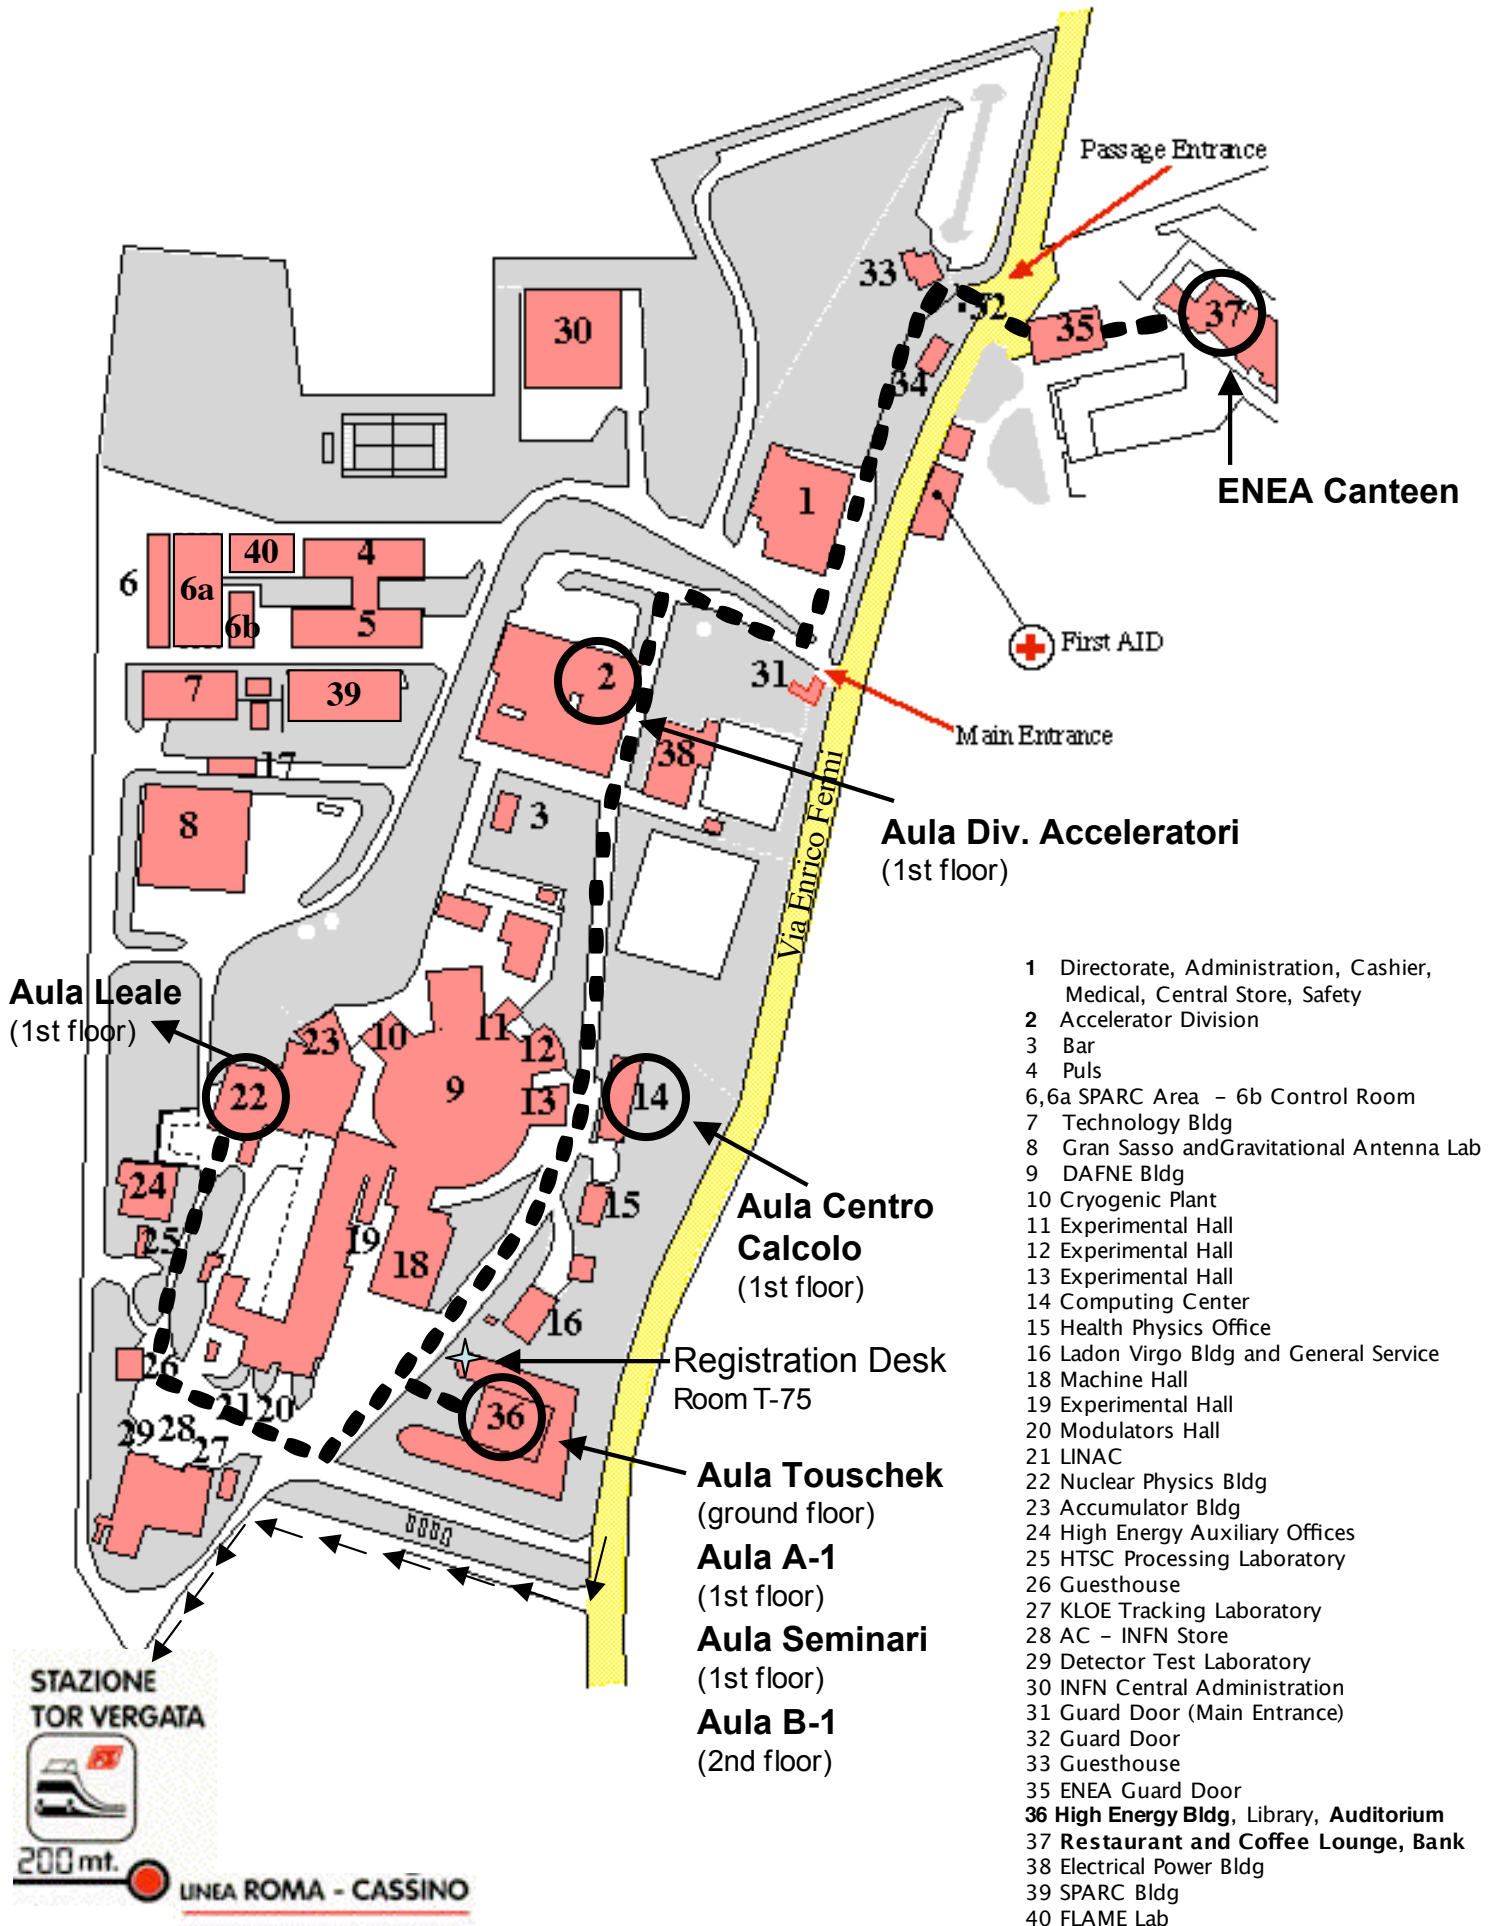 Passage Entrance
33
32
30
35
37
34
ENEA Canteen
1
40
4
6
6a
6b
5
First AID
2
31
7
39
Main Entrance
38
17
3
8
Via Enrico Fermi
Aula Div. Acceleratori
(1st floor)
Aula Leale
(1st floor)
23
10
11
12
9
22
13
14
24
15
Aula Centro
Calcolo
(1st floor)
25
19
18
16
26
Registration Desk
Room T-75
21
20
36
29
28
27
Aula Touschek
(ground floor)
Aula A-1
(1st floor)
Aula Seminari
(1st floor)
Aula B-1
(2nd floor)
STAZIONE
TOR VERGATA
FS
200 mt.
LINEA ROMA - CASSINO
1 Directorate, Administration, Cashier,
Medical, Central Store, Safety
2 Accelerator Division
3 Bar
4 Puls
6,6a SPARC Area – 6b Control Room
7 Technology Bldg
8 Gran Sasso andGravitational Antenna Lab
9 DAFNE Bldg
10 Cryogenic Plant
11 Experimental Hall
12 Experimental Hall
13 Experimental Hall
14 Computing Center
15 Health Physics Office
16 Ladon Virgo Bldg and General Service
18 Machine Hall
19 Experimental Hall
20 Modulators Hall
21 LINAC
22 Nuclear Physics Bldg
23 Accumulator Bldg
24 High Energy Auxiliary Offices
25 HTSC Processing Laboratory
26 Guesthouse
27 KLOE Tracking Laboratory
28 AC – INFN Store
29 Detector Test Laboratory
30 INFN Central Administration
31 Guard Door (Main Entrance)
32 Guard Door
33 Guesthouse
35 ENEA Guard Door
36 High Energy Bldg, Library, Auditorium
37 Restaurant and Coffee Lounge, Bank
38 Electrical Power Bldg
39 SPARC Bldg
40 FLAME Lab